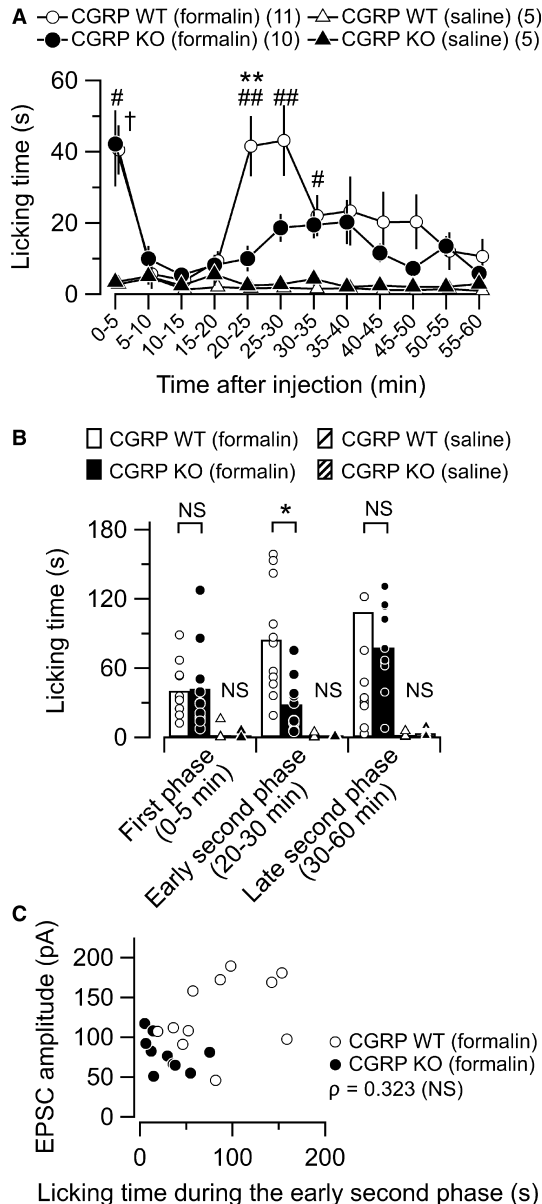 A
CGRP WT (formalin) (11) CGRP WT (saline) (5)
CGRP KO (formalin) (10) CGRP KO (saline) (5)
Licking time (s)
60
40
20
0
# † ** ## ## #
0-5 5-10 10-15 15-20 20-25 25-30 30-35 35-40 40-45 45-50 50-55 55-60
Time after injection (min)
B
CGRP WT (formalin) CGRP WT (saline)
CGRP KO (formalin) CGRP KO (saline)
Licking time (s)
180
120
60
0
NS * NS
NS NS NS
First phase
(0-5 min)
Early second phase
(20-30 min)
Late second phase
(30-60 min)
C
EPSC amplitude (pA)
200
150
100
50
0
CGRP WT (formalin)
CGRP KO (formalin)
ρ = 0.323 (NS)
0 100 200
Licking time during the early second phase (s)